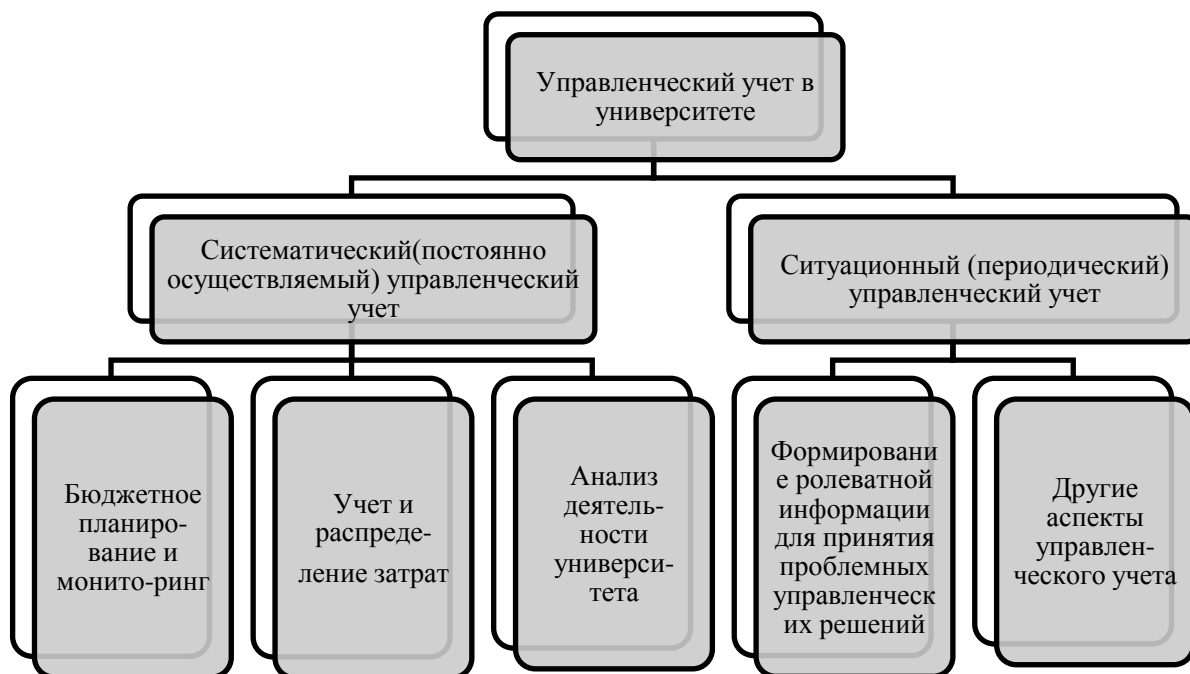 Управленческий учет в
университете
Систематический(постоянно
осуществляемый) управленческий
учет
Ситуационный (периодический)
управленческий учет
Бюджетное
планиро-
вание и
монито-ринг
Учет и
распреде-
ление затрат
Анализ
деятель-
ности
универси-
тета
Формировани
е ролеватной
информации
для принятия
проблемных
управленческ
их решений
Другие
аспекты
управлен-
ческого учета